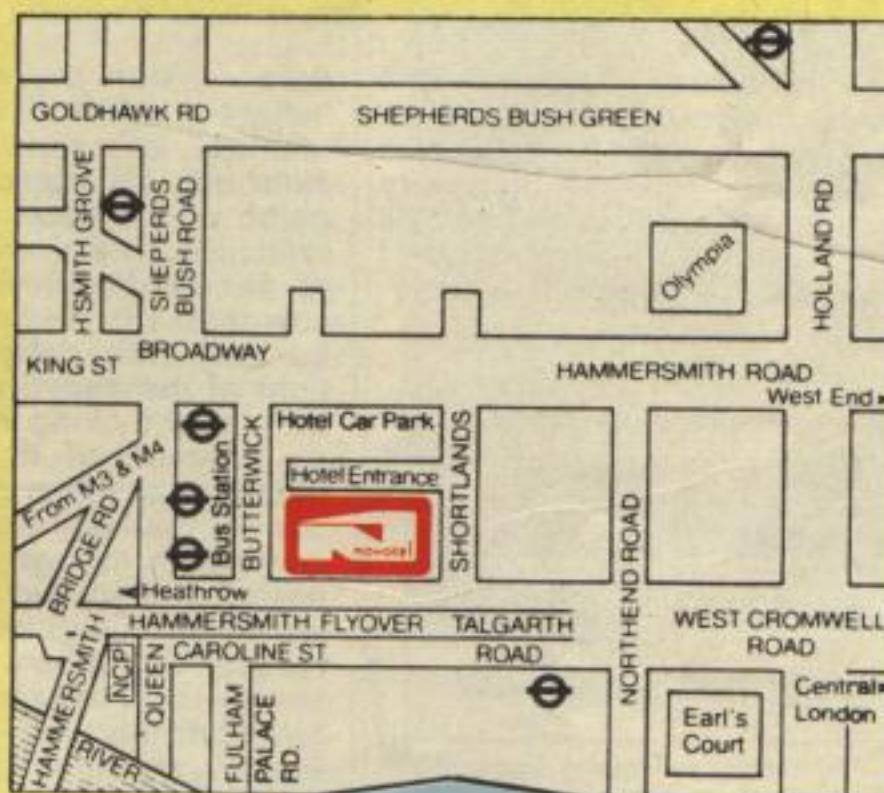 GOLDHAWK RD
SHEPHERDS BUSH GREEN
H SMITH GROVE
SHEPERDS
BUSH ROAD
Olympia
HOLLAND RD
KING ST
BROADWAY
HAMMERSMITH ROAD
West End
From M3 & M4
BRIDGE RD
Bus Station
BUTTERWICK
Hotel Car Park
Hotel Entrance
novotel
SHORTLANDS
NORTHEND ROAD
Heathrow
HAMMERSMITH FLYOVER
TALGARTH
ROAD
WEST CROMWELL
ROAD
HAMMERSMITH
NCP
QUEEN
CAROLINE ST
FULHAM
PALACE
RD.
RIVER
Earl's
Court
Central
London